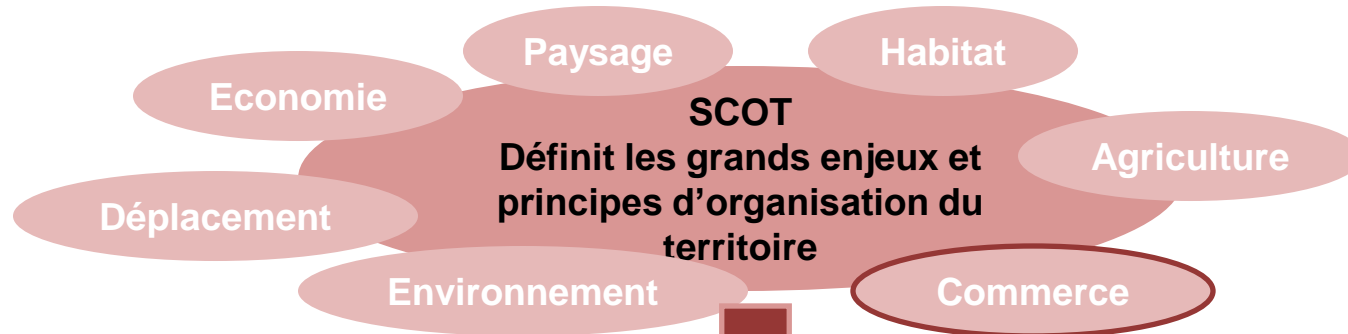 Paysage
Habitat
Economie
SCOT
Définit les grands enjeux et
principes d’organisation du
territoire
Agriculture
Déplacement
Environnement
Commerce